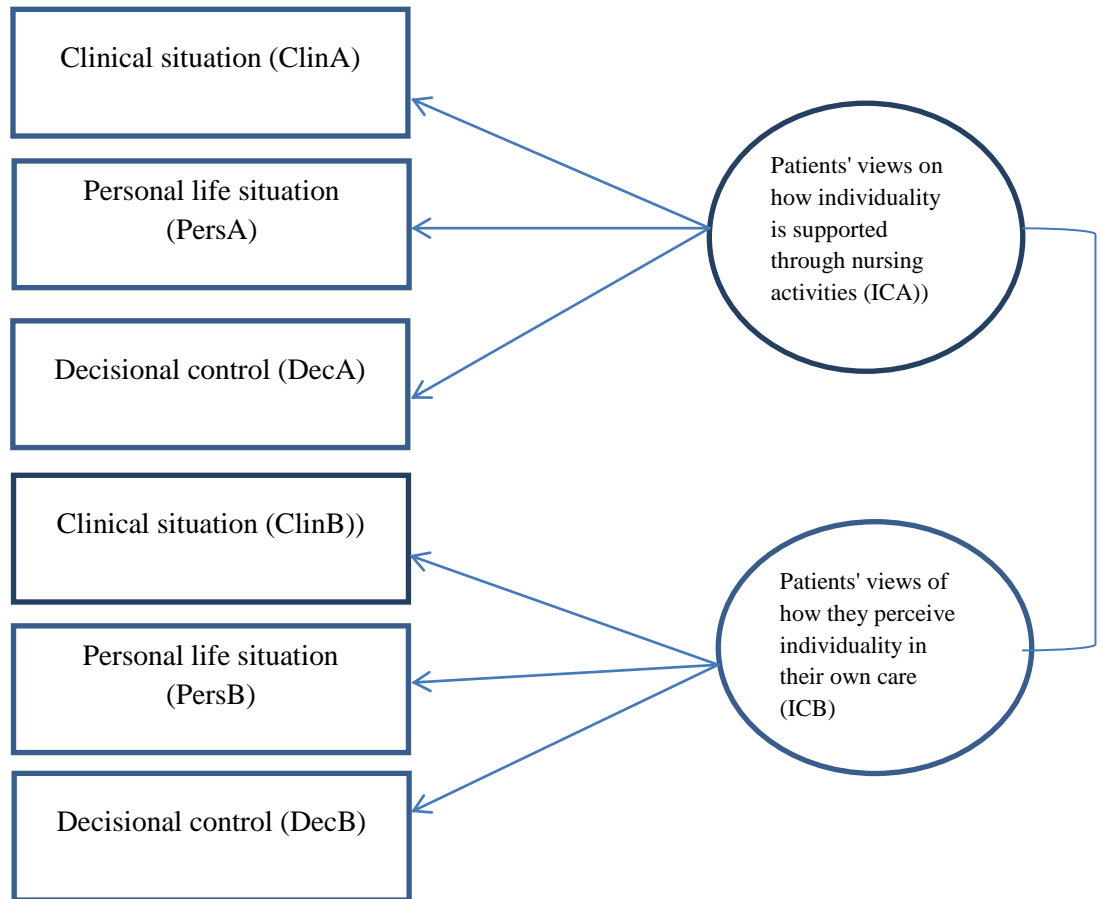 Clinical situation (ClinA)
Personal life situation
(PersA)
Decisional control (DecA)
Clinical situation (ClinB))
Personal life situation
(PersB)
Decisional control (DecB)
Patients' views on
how individuality
is supported
through nursing
activities (ICA))
Patients' views of
how they perceive
individuality in
their own care
(ICB)